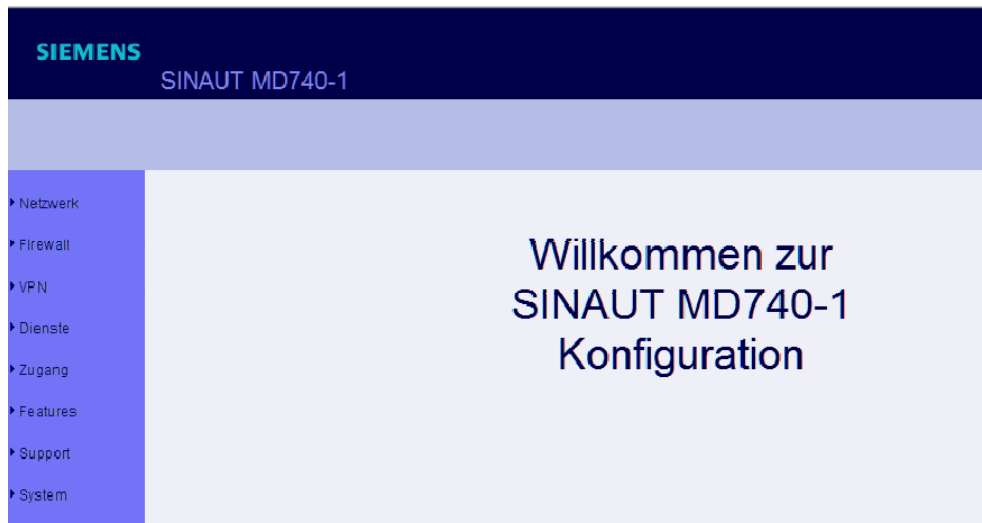 SIEMENS
SINAUT MD740-1
Netzwerk
Firewall
VPN
Dienste
Zugang
Features
Support
System
Willkommen zur
SINAUT MD740-1
Konfiguration